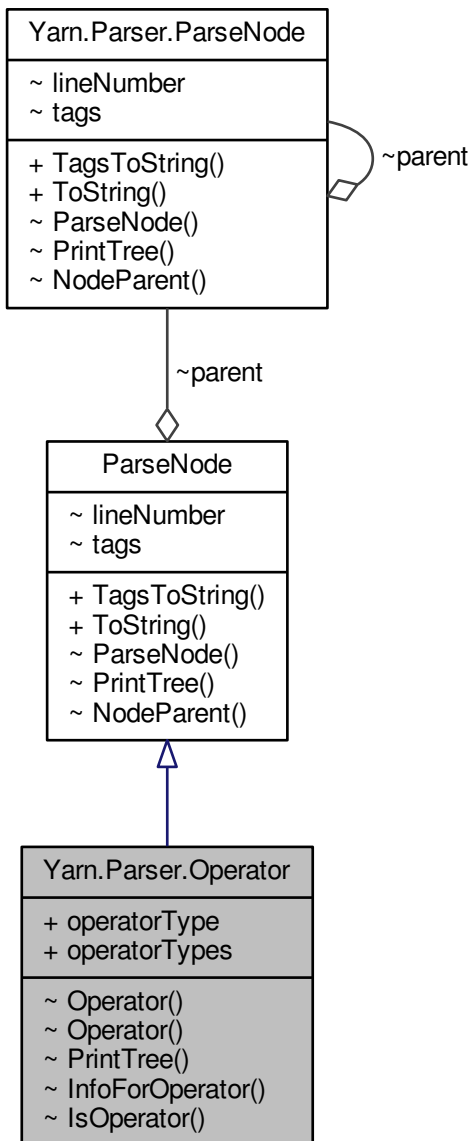 Yarn.Parser.ParseNode
~ lineNumber
~ tags
+ TagsToString()
+ ToString()
~ ParseNode()
~ PrintTree()
~ NodeParent()
~parent
~parent
ParseNode
~ lineNumber
~ tags
+ TagsToString()
+ ToString()
~ ParseNode()
~ PrintTree()
~ NodeParent()
Yarn.Parser.Operator
+ operatorType
+ operatorTypes
~ Operator()
~ Operator()
~ PrintTree()
~ InfoForOperator()
~ IsOperator()